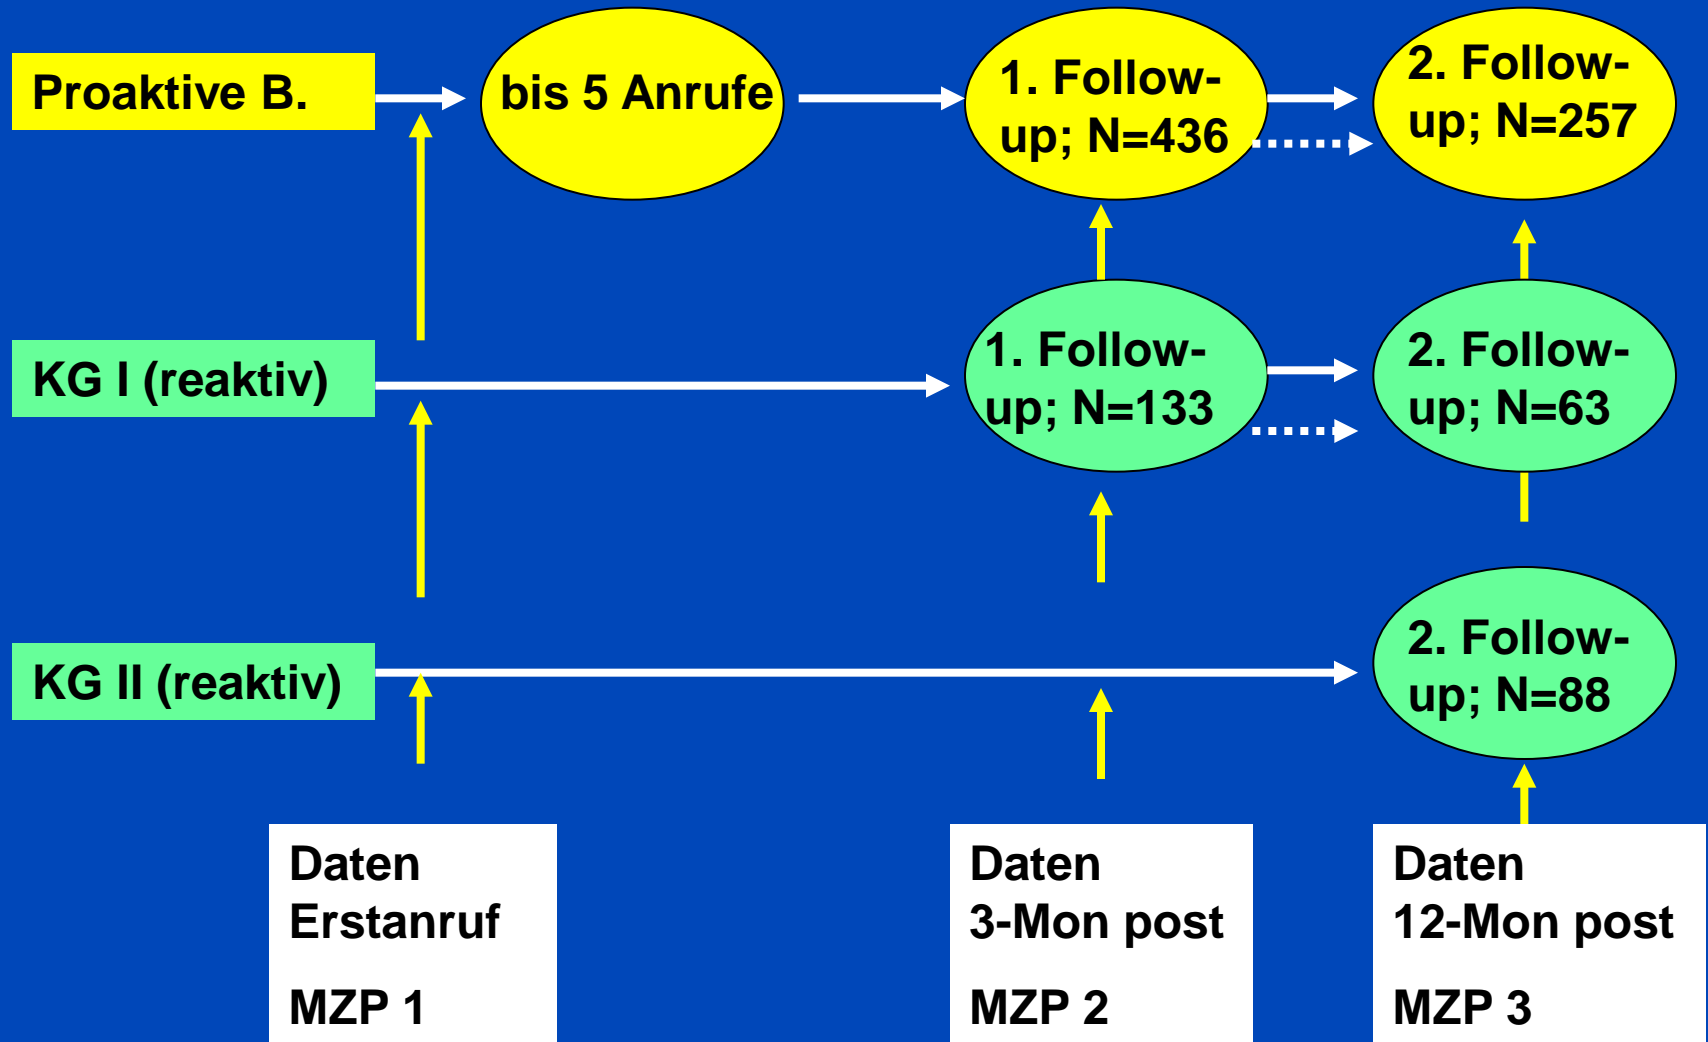 Proaktive B.
bis 5 Anrufe
1. Follow-
up; N=436
2. Follow-
up; N=257
KG I (reaktiv)
1. Follow-
up; N=133
2. Follow-
up; N=63
KG II (reaktiv)
2. Follow-
up; N=88
Daten
Erstanruf
MZP 1
Daten
3-Mon post
MZP 2
Daten
12-Mon post
MZP 3